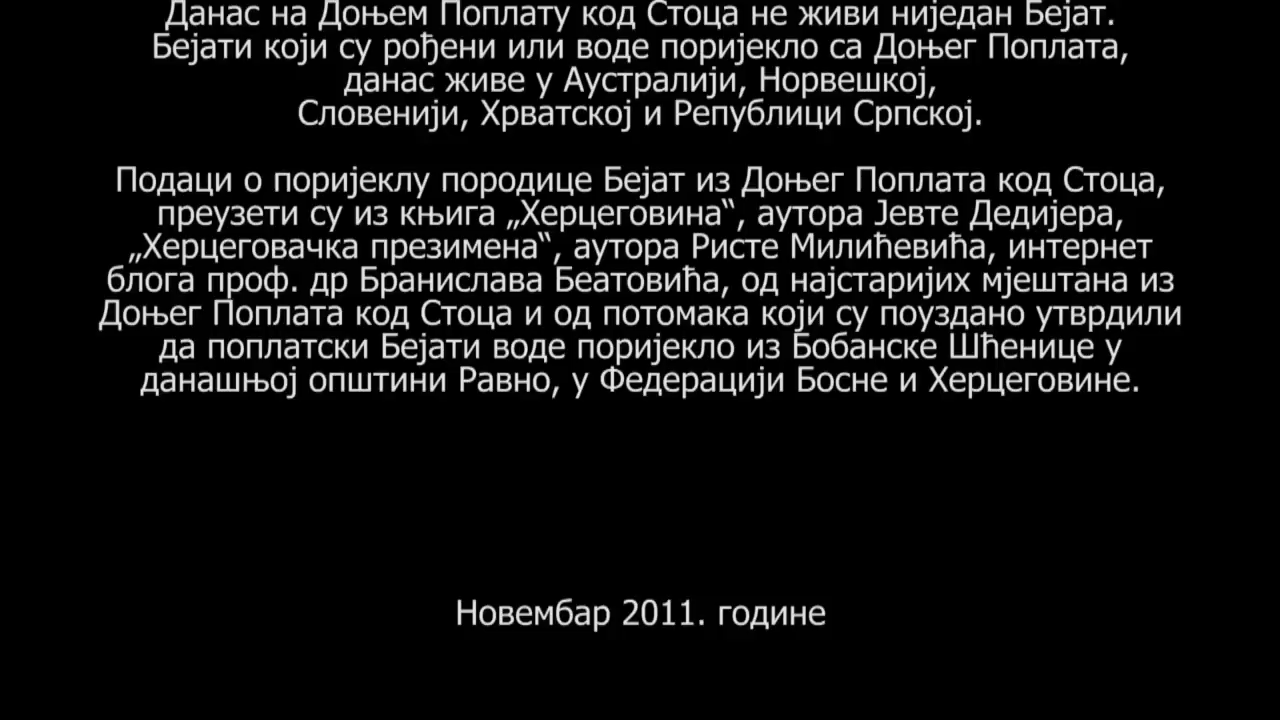 Данас на Доњем Поплату код Стоца не живи ниједан Бејат.
Бејати који су рођени или воде поријекло са Доњег Поплата,
данас живе у Аустралији, Норвешкој,
Словенији, Хрватској и Републици Српској.
Подаци о поријеклу породице Бејат из Доњег Поплата код Стоца,
преузети су из књига „Херцеговина“, аутора Јевте Дедијера,
„Херцеговачка презимена“, аутора Ристе Милићевића, интернет
блога проф. др Бранислава Беатовића, од најстаријих мјештана из
Доњег Поплата код Стоца и од потомака који су поуздано утврдили
да поплатски Бејати воде поријекло из Бобанске Шћенице у
данашњој општини Равно, у Федерацији Босне и Херцеговине.
Новембар 2011. године